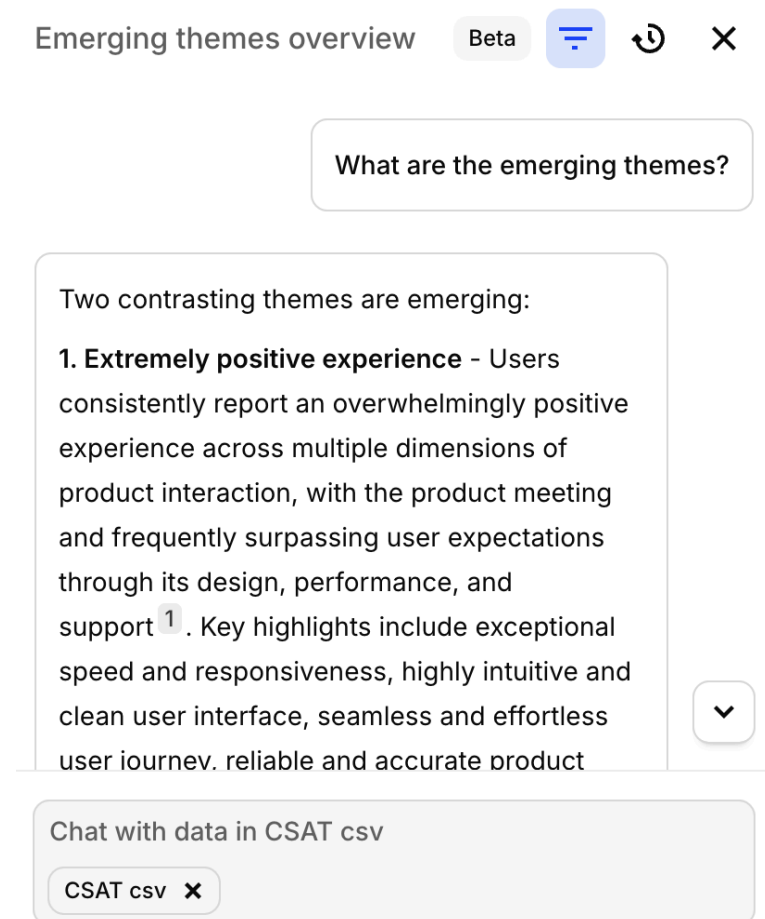 Emerging themes overview Beta
What are the emerging themes?
Two contrasting themes are emerging:
1. Extremely positive experience - Users
consistently report an overwhelmingly positive
experience across multiple dimensions of
product interaction, with the product meeting
and frequently surpassing user expectations
through its design, performance, and
support 1 . Key highlights include exceptional
speed and responsiveness, highly intuitive and
clean user interface, seamless and effortless
user journey, reliable and accurate product
Chat with data in CSAT csv
CSAT csv